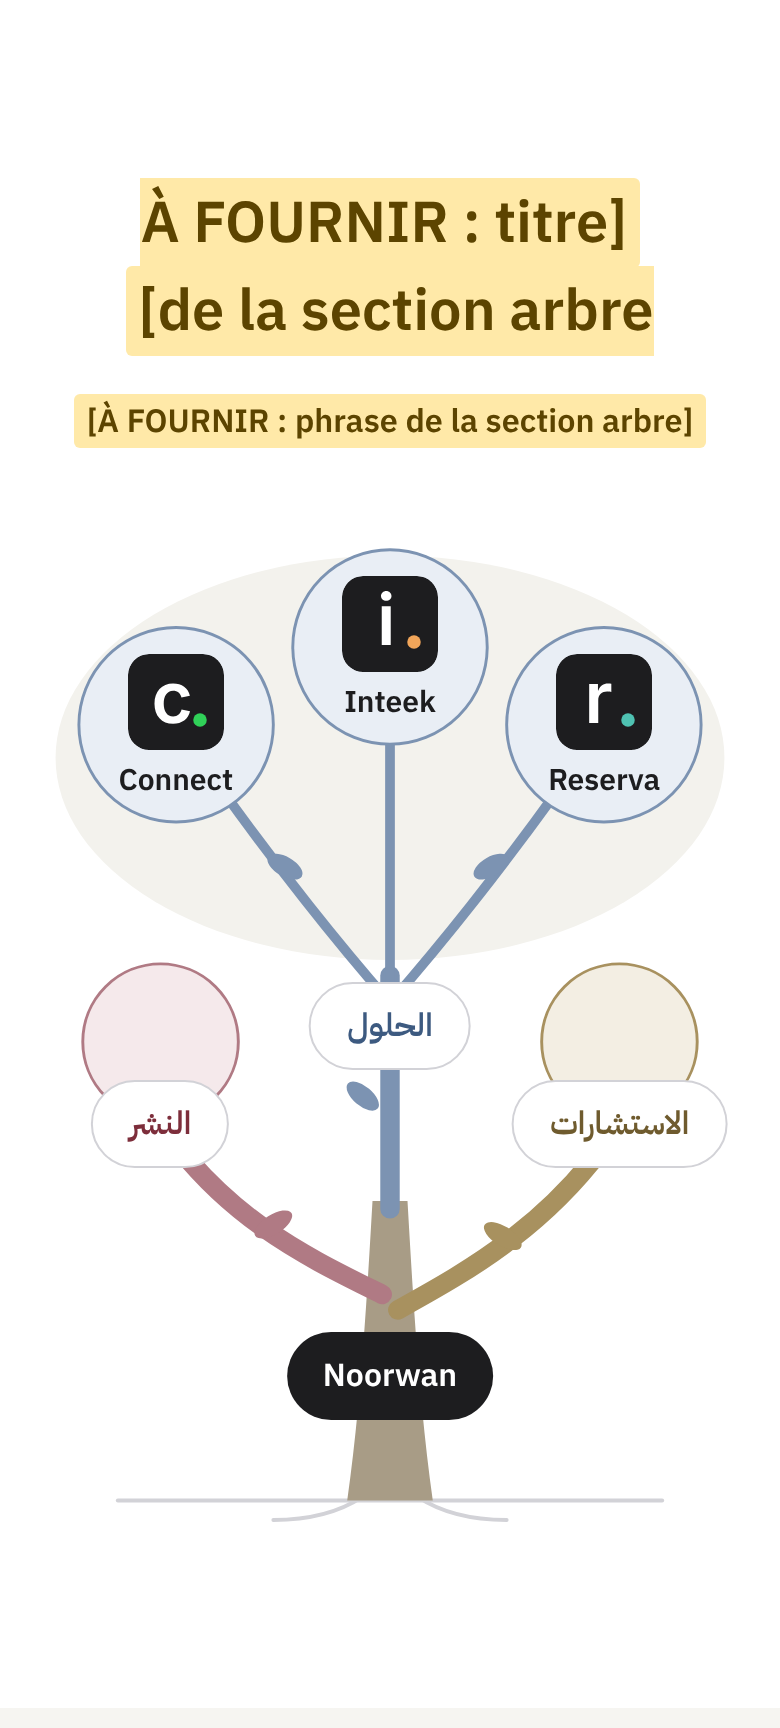 À FOURNIR : titre]
[de la section arbre
[À FOURNIR : phrase de la section arbre]
i.
Inteek
c.
Connect
r.
Reserva
الحلول
النشر
الاستشارات
Noorwan